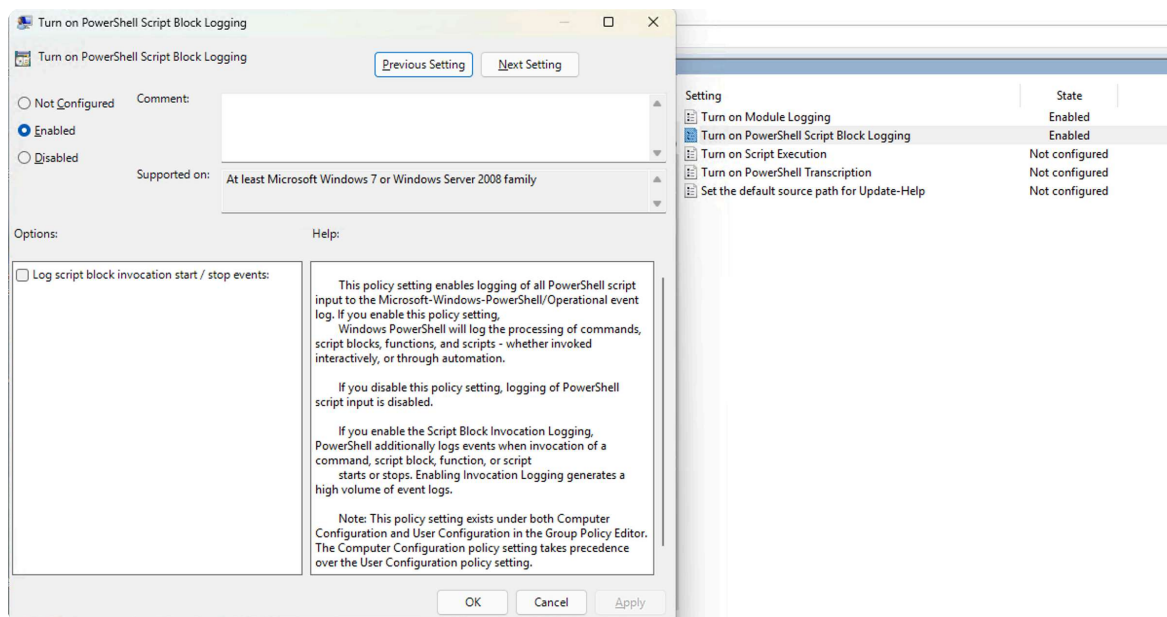 Turn on PowerShell Script Block Logging
Turn on PowerShell Script Block Logging
Previous Setting
Next Setting
Not Configured
Comment:
Enabled
Disabled
Supported on:
At least Microsoft Windows 7 or Windows Server 2008 family
Options:
Help:
Log script block invocation start / stop events:
This policy setting enables logging of all PowerShell script
input to the Microsoft-Windows-PowerShell/Operational event
log. If you enable this policy setting,
Windows PowerShell will log the processing of commands,
script blocks, functions, and scripts - whether invoked
interactively, or through automation.
If you disable this policy setting, logging of PowerShell
script input is disabled.
If you enable the Script Block Invocation Logging,
PowerShell additionally logs events when invocation of a
command, script block, function, or script
starts or stops. Enabling Invocation Logging generates a
high volume of event logs.
Note: This policy setting exists under both Computer
Configuration and User Configuration in the Group Policy Editor.
The Computer Configuration policy setting takes precedence
over the User Configuration policy setting.
OK
Cancel
Apply
Setting State
Turn on Module Logging Enabled
Turn on PowerShell Script Block Logging Enabled
Turn on Script Execution Not configured
Turn on PowerShell Transcription Not configured
Set the default source path for Update-Help Not configured